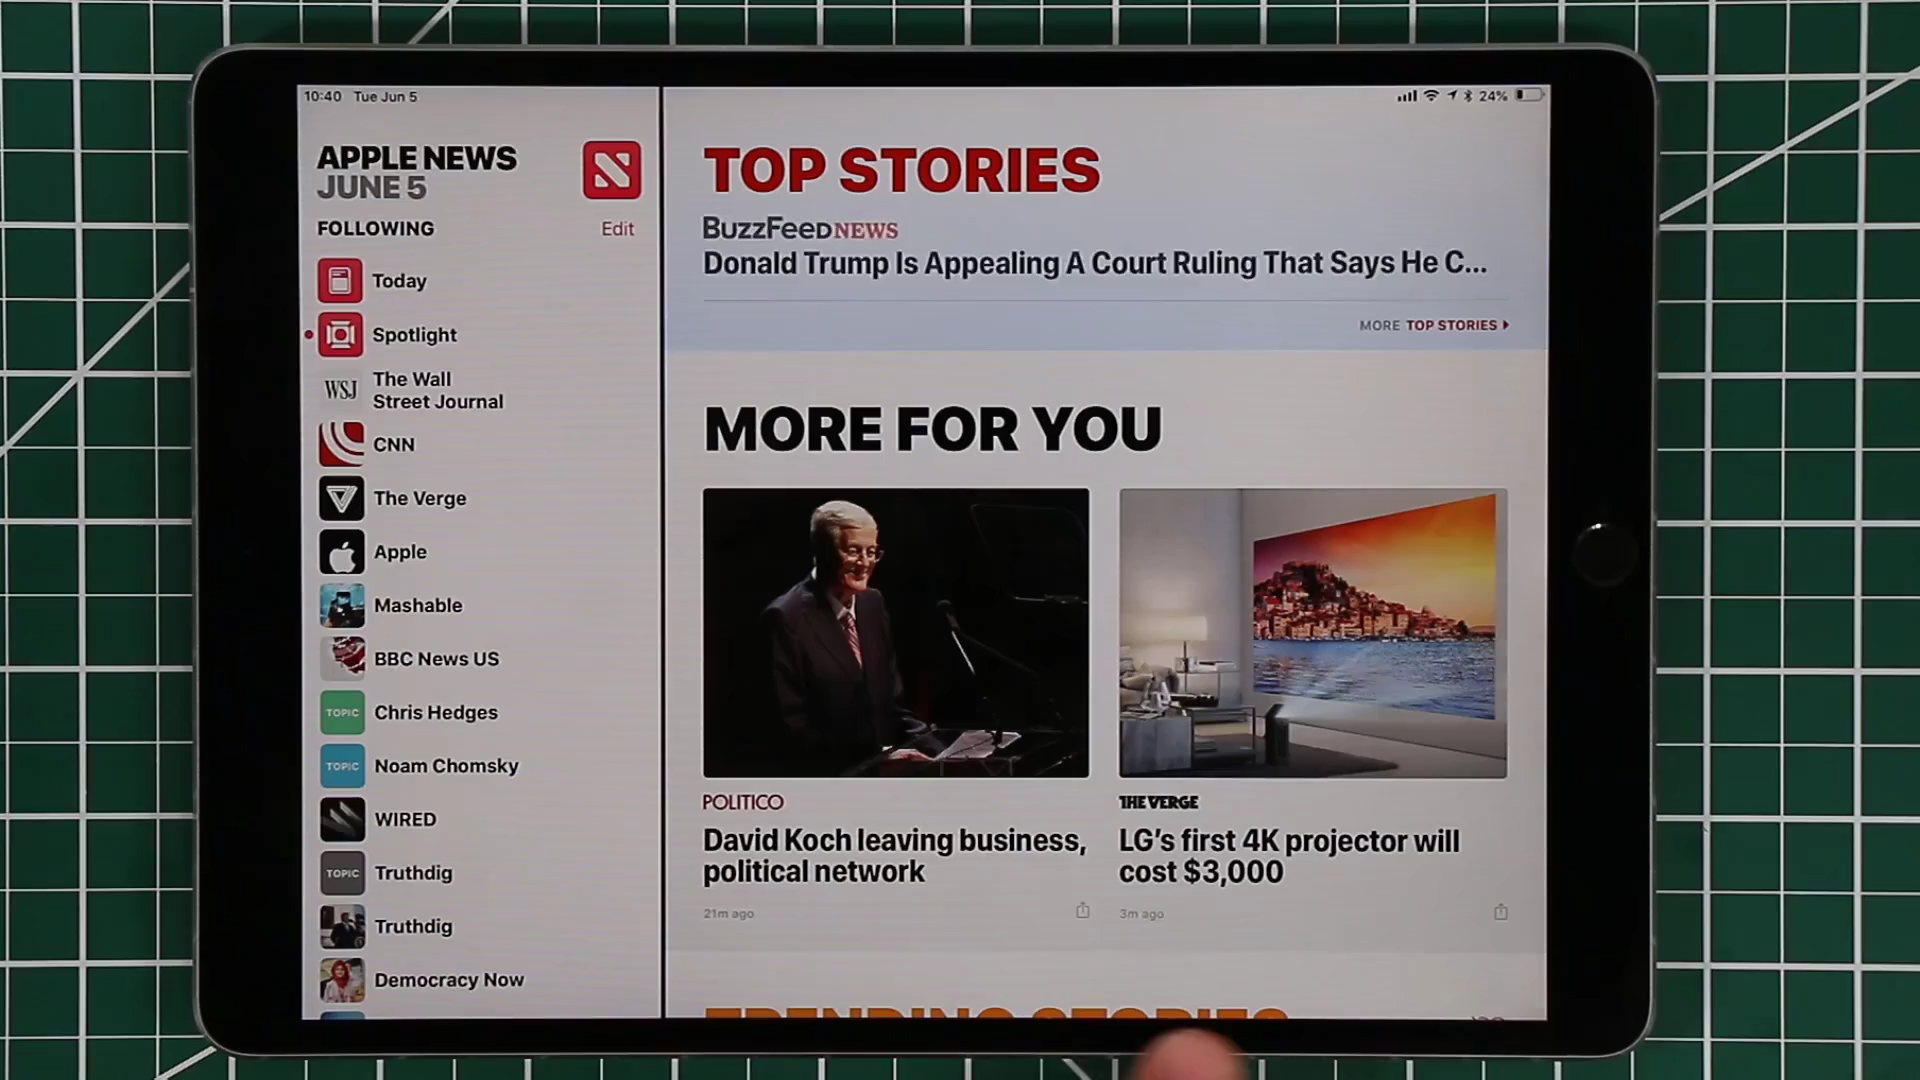 10:40 Tue Jun 5
24%
APPLE NEWS
JUNE 5
FOLLOWING
Edit
Today
Spotlight
WSJ
The Wall
Street Journal
CNN
The Verge
Apple
Mashable
BBC News US
TOPIC
Chris Hedges
TOPIC
Noam Chomsky
WIRED
TOPIC
Truthdig
Truthdig
Democracy Now
TOP STORIES
BuzzFeed NEWS
Donald Trump Is Appealing A Court Ruling That Says He C...
MORE TOP STORIES
MORE FOR YOU
POLITICO
David Koch leaving business,
political network
21m ago
THE VERGE
LG's first 4K projector will
cost $3,000
3m ago
TRENDING STORIES